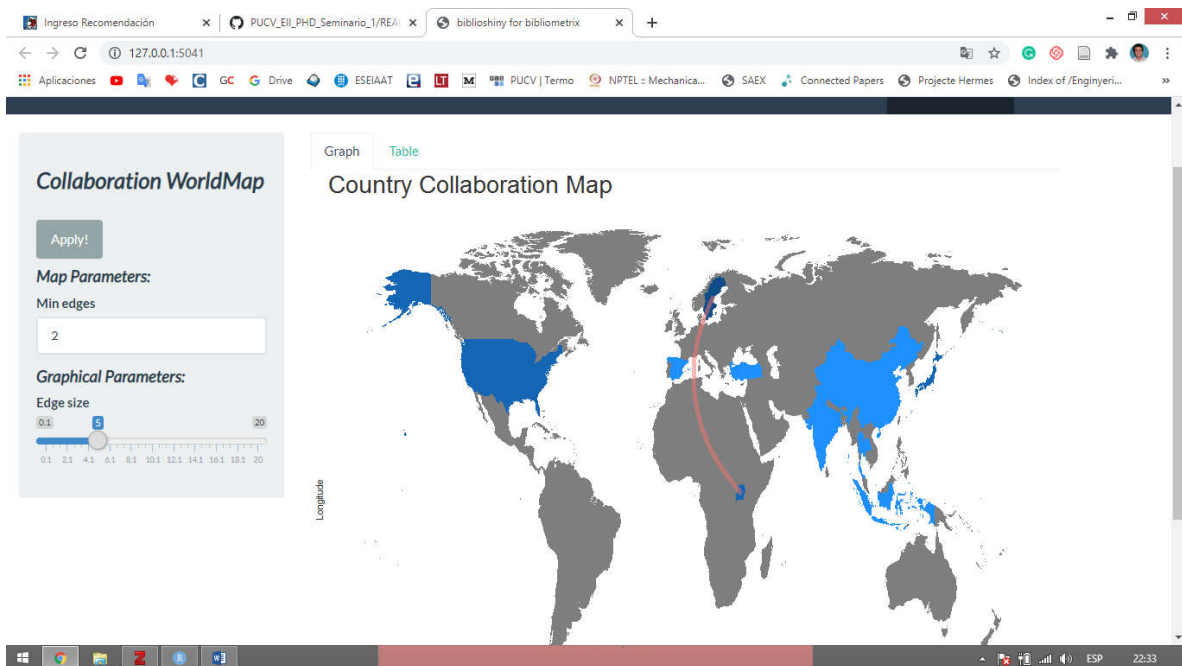 Ingreso Recomendación
PUCV_EII_PHD_Seminario_1/REA
biblioshiny for bibliometrix
127.0.0.1:5041
Aplicaciones
GC
Drive
ESEIAAT
LT
M
PUCV | Termo
NPTEL :: Mechanica...
SAEX
Connected Papers
Projecte Hermes
Index of /Enginyeri...
»
Graph
Table
Collaboration WorldMap
Country Collaboration Map
Apply!
Map Parameters:
Min edges
2
Graphical Parameters:
Edge size
0.1
5
20
0.1 2.1 4.1 6.1 8.1 10.1 12.1 14.1 16.1 18.1 20
Longitude
ESP
22:33